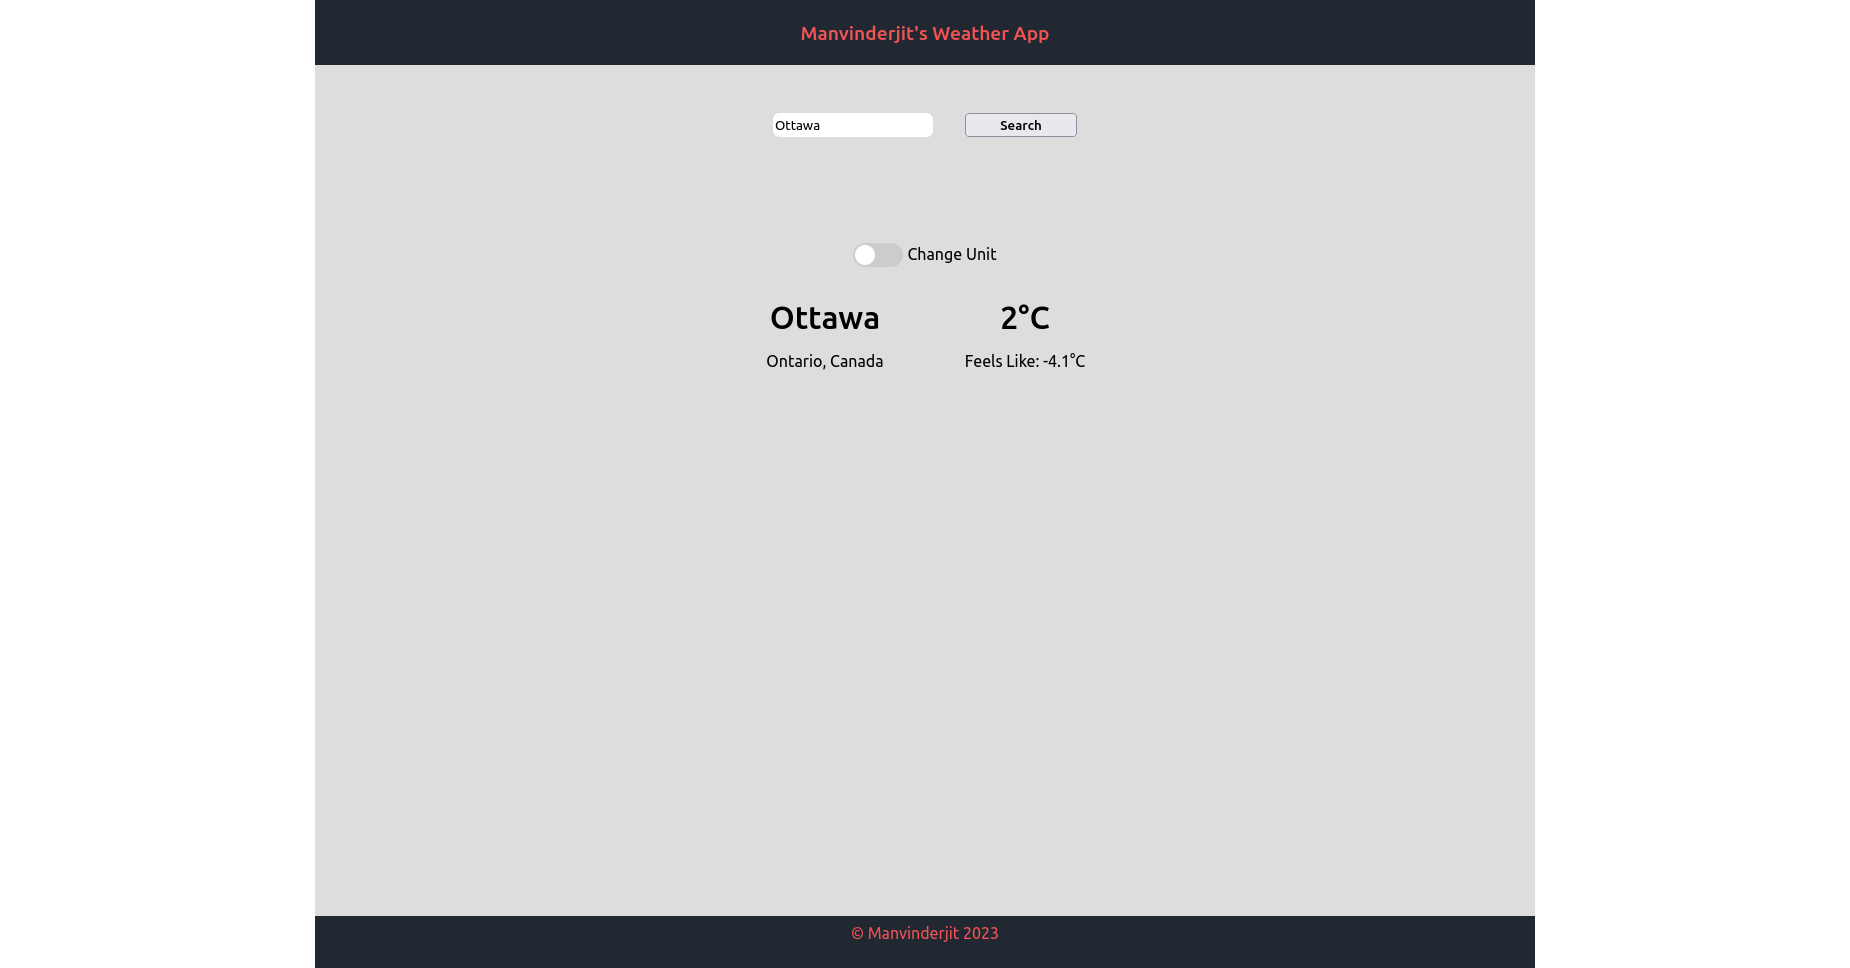 Manvinderjit's Weather App
Ottawa
Search
Change Unit
Ottawa
2°C
Ontario, Canada
Feels Like: -4.1°C
© Manvinderjit 2023